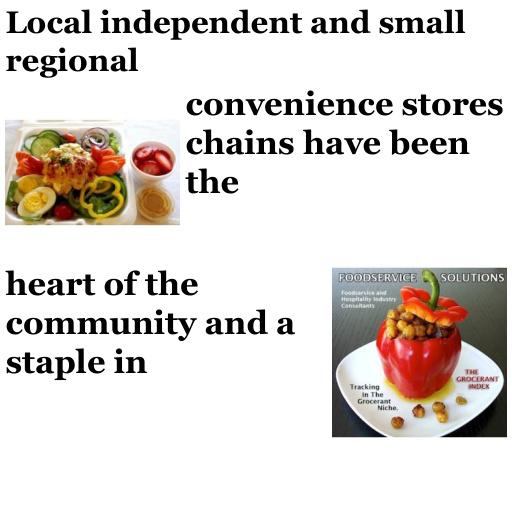 Local independent and small
regional
convenience stores
chains have been
the
heart of the
community and a
staple in
FOODSERVICE SOLUTIONS
Foodservice and
Hospitality Industry
Consultants
THE
GROCERANT
INDEX
Tracking
In The
Grocerant
Niche.